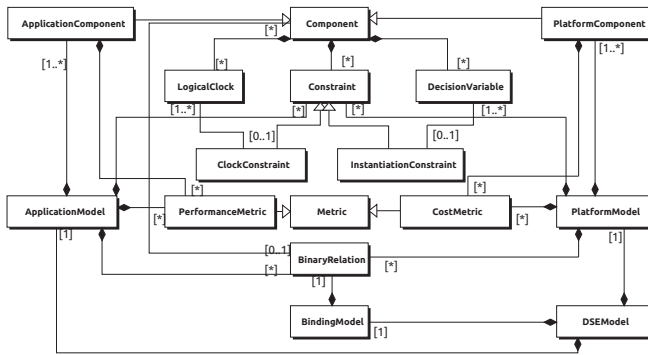 ApplicationComponent
Component
PlatformComponent
[*]
[1..*]
[1..*]
[*]
[*]
[*]
LogicalClock
Constraint
DecisionVariable
[1..*]
[*]
[*]
[1..*]
[0..1]
[0..1]
ClockConstraint
InstantiationConstraint
[*]
[*]
ApplicationModel
PerformanceMetric
Metric
CostMetric
PlatformModel
[1]
[*]
[*]
[1]
[0..1]
[*]
BinaryRelation
[*]
[1]
BindingModel
DSEModel
[1]